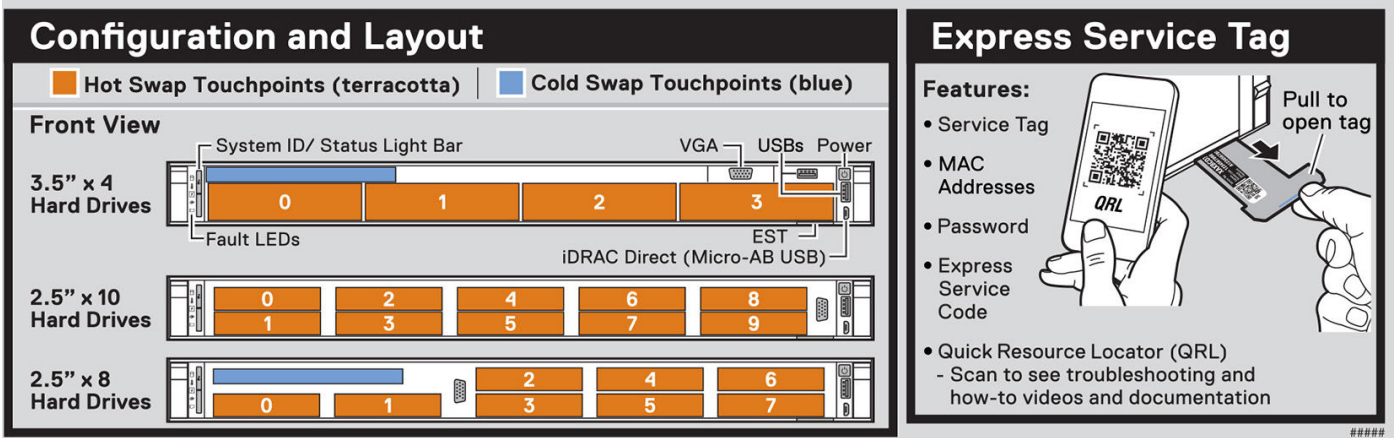 Configuration and Layout
Hot Swap Touchpoints (terracotta)
Cold Swap Touchpoints (blue)
Front View
System ID/ Status Light Bar
VGA
USBs
Power
3.5” x 4
Hard Drives
0
1
2
3
Fault LEDs
EST
iDRAC Direct (Micro-AB USB)
2.5” x 10
Hard Drives
0
2
4
6
8
1
3
5
7
9
2.5” x 8
Hard Drives
2
4
6
0
1
3
5
7
Express Service Tag
Features:
• Service Tag
• MAC
Addresses
• Password
• Express
Service
Code
• Quick Resource Locator (QRL)
- Scan to see troubleshooting and
how-to videos and documentation
QRL
Pull to
open tag
#####